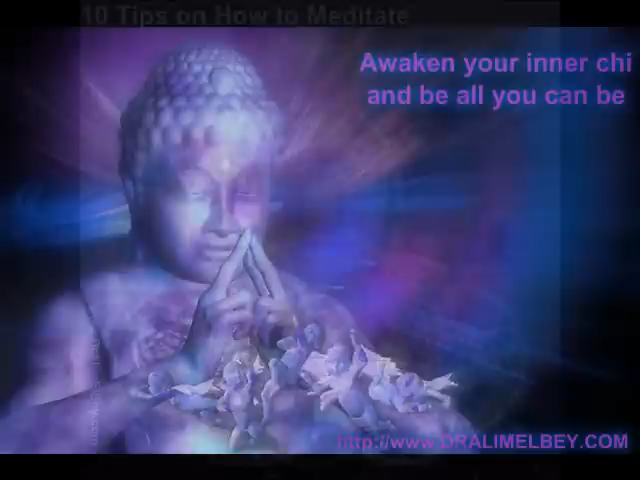 10 Tips on How to Meditate
Awaken your inner chi
and be all you can be
http://www.DRALIMELBEY.COM